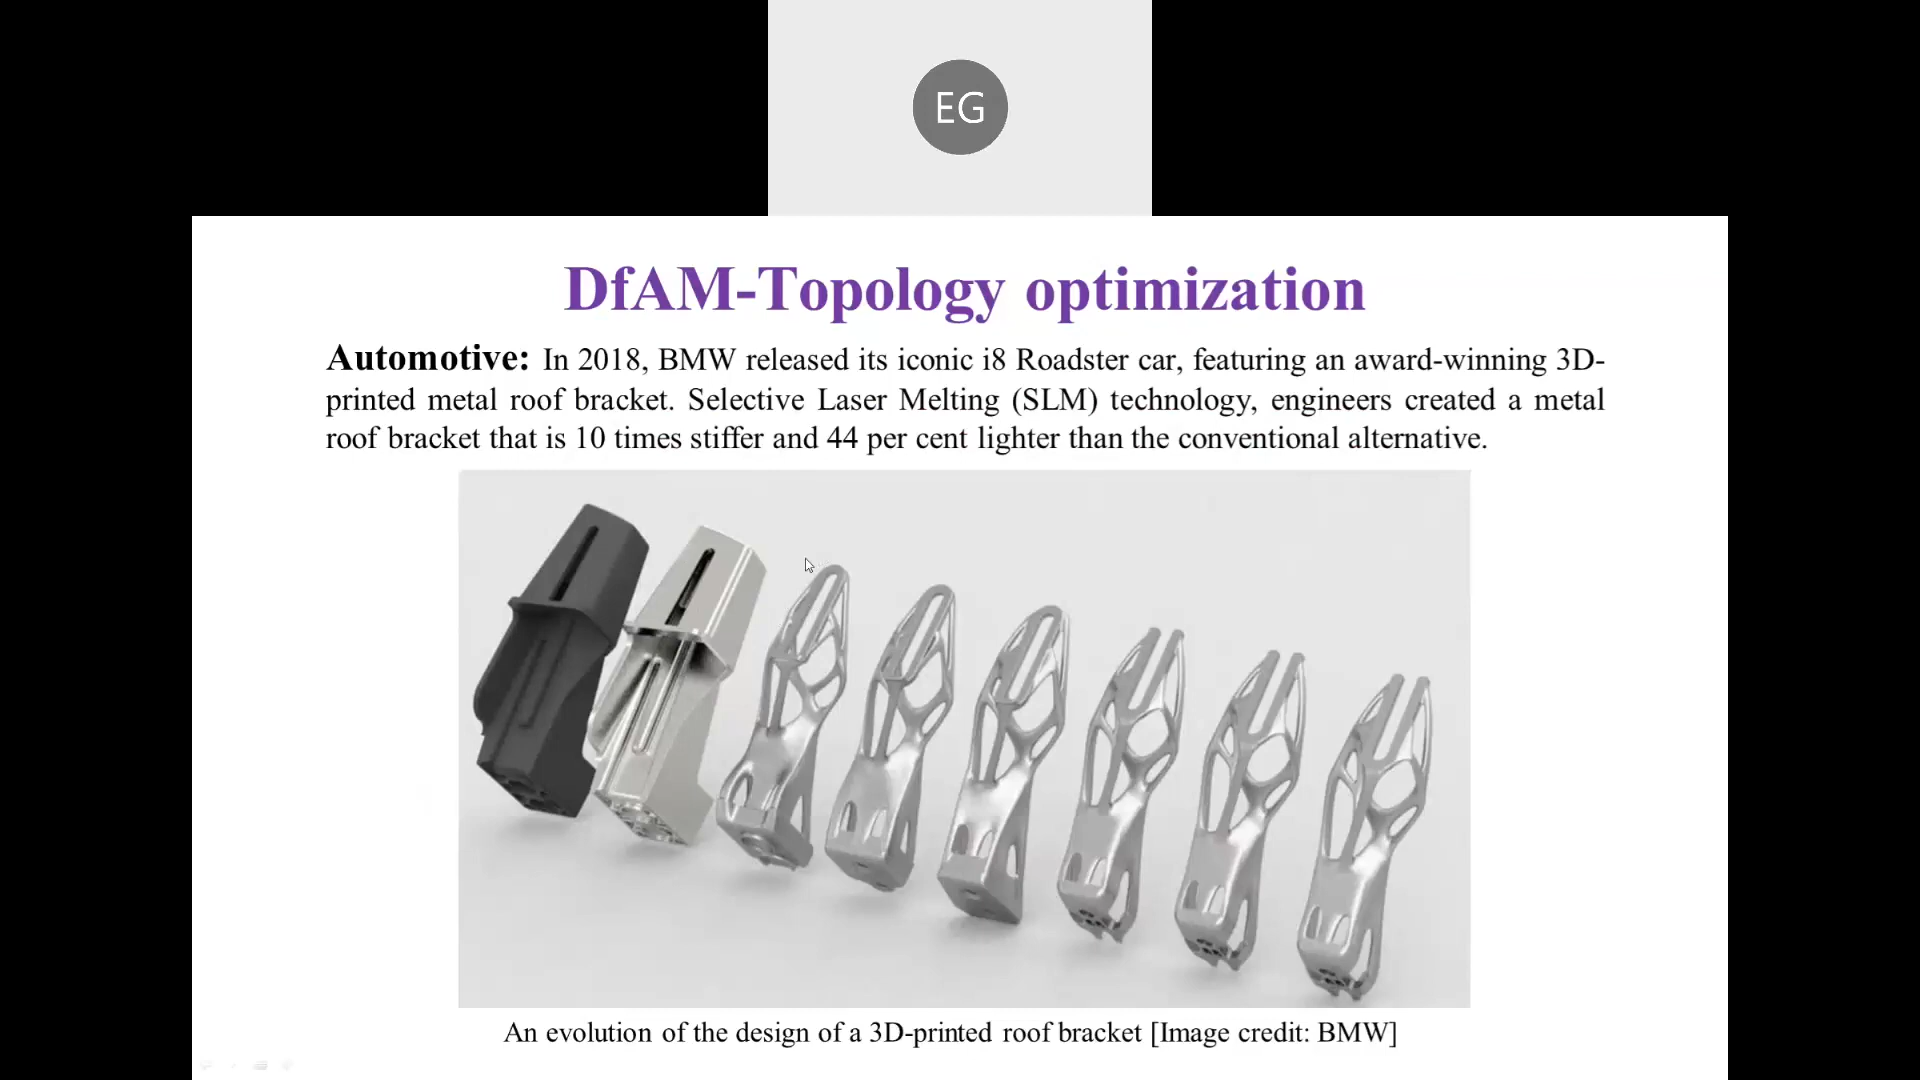 EG
DfAM-Topology optimization
Automotive: In 2018, BMW released its iconic i8 Roadster car, featuring an award-winning 3D-
printed metal roof bracket. Selective Laser Melting (SLM) technology, engineers created a metal
roof bracket that is 10 times stiffer and 44 per cent lighter than the conventional alternative.
An evolution of the design of a 3D-printed roof bracket [Image credit: BMW]